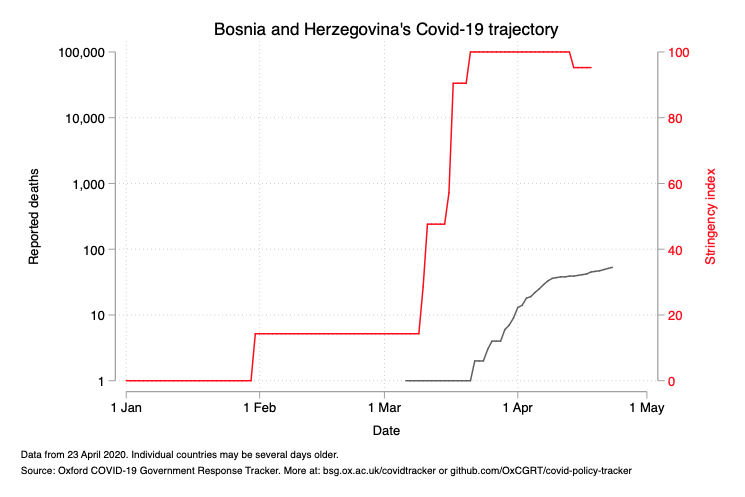 Bosnia and Herzegovina's Covid-19 trajectory
Reported deaths
100,000
10,000
1,000
100
10
1
Stringency index
100
80
60
40
20
0
1 Jan
1 Feb
1 Mar
1 Apr
1 May
Date
Data from 23 April 2020. Individual countries may be several days older.
Source: Oxford COVID-19 Government Response Tracker. More at: bsg.ox.ac.uk/covidtracker or github.com/OxCGRT/covid-policy-tracker